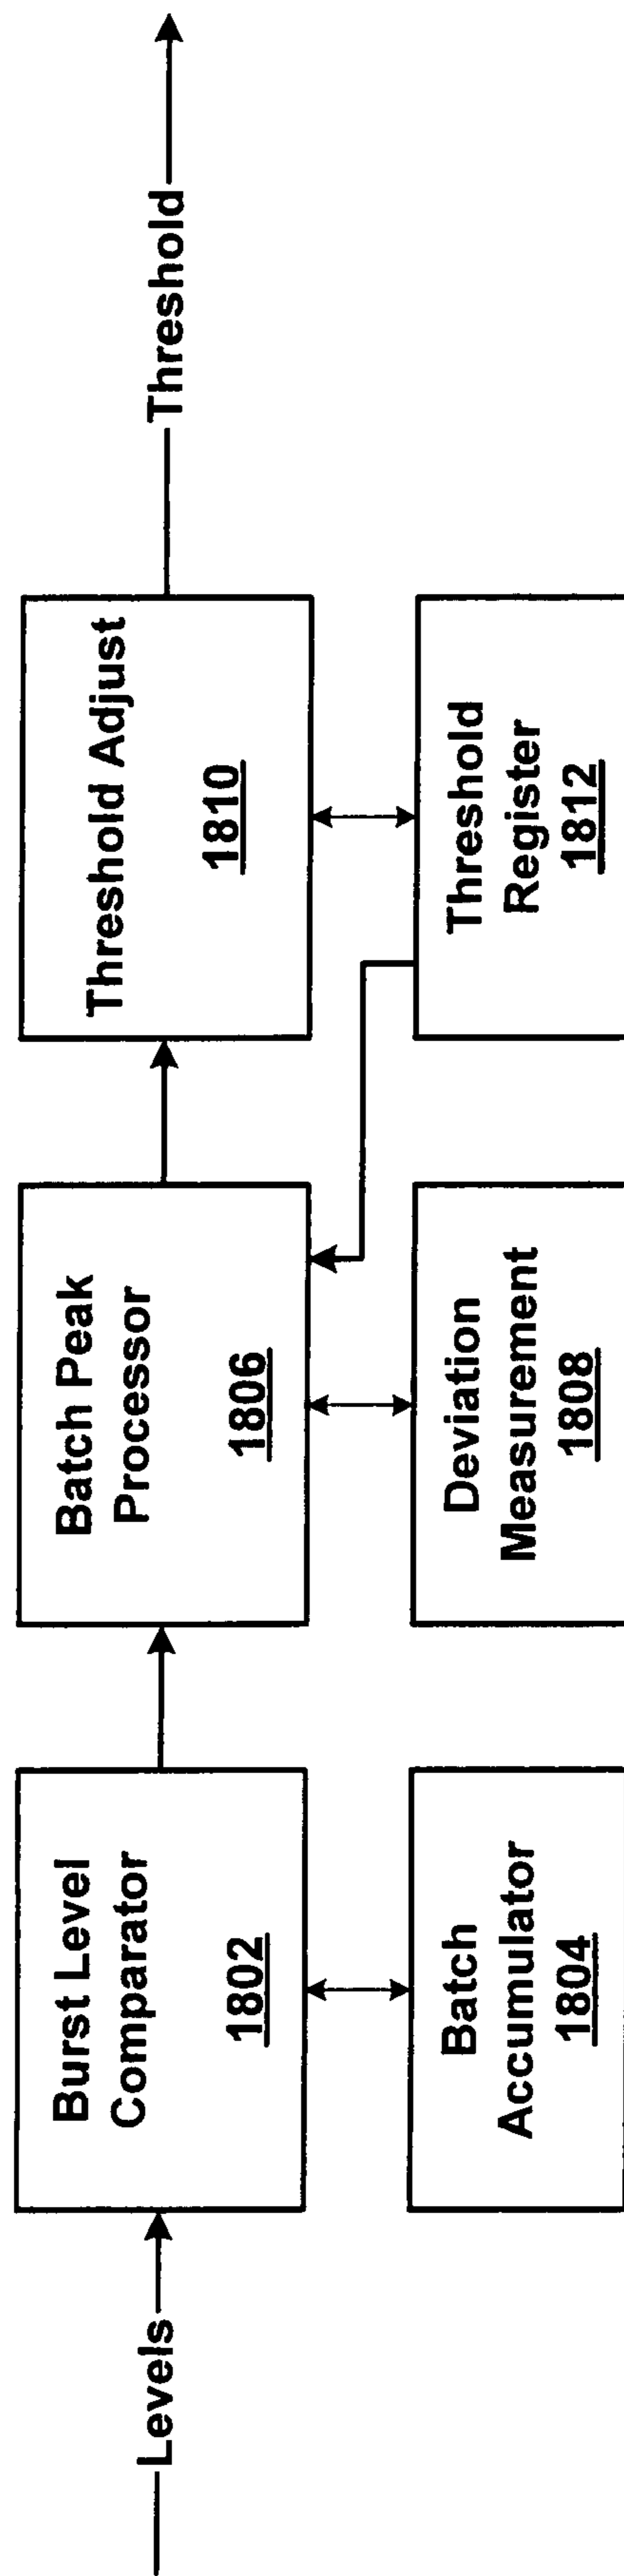 Levels
Burst Level
Comparator
1802
Batch
Accumulator
1804
Batch Peak
Processor
1806
Deviation
Measurement
1808
Threshold Adjust
1810
Threshold
Register
1812
Threshold